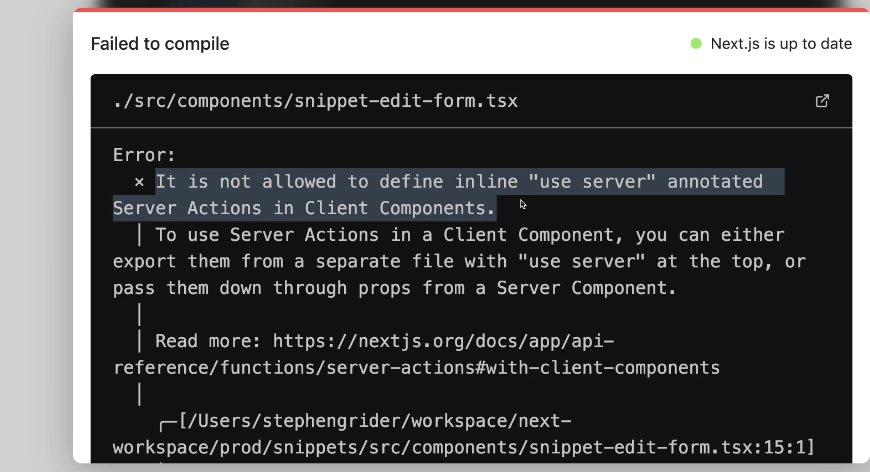 Failed to compile
Next.js is up to date
./src/components/snippet-edit-form.tsx
Error:
× It is not allowed to define inline "use server" annotated
Server Actions in Client Components.
│ To use Server Actions in a Client Component, you can either
export them from a separate file with "use server" at the top, or
pass them down through props from a Server Component.
│
│ Read more: https://nextjs.org/docs/app/api-
reference/functions/server-actions#with-client-components
│
╭─[/Users/stephengrider/workspace/next-
workspace/prod/snippets/src/components/snippet-edit-form.tsx:15:1]